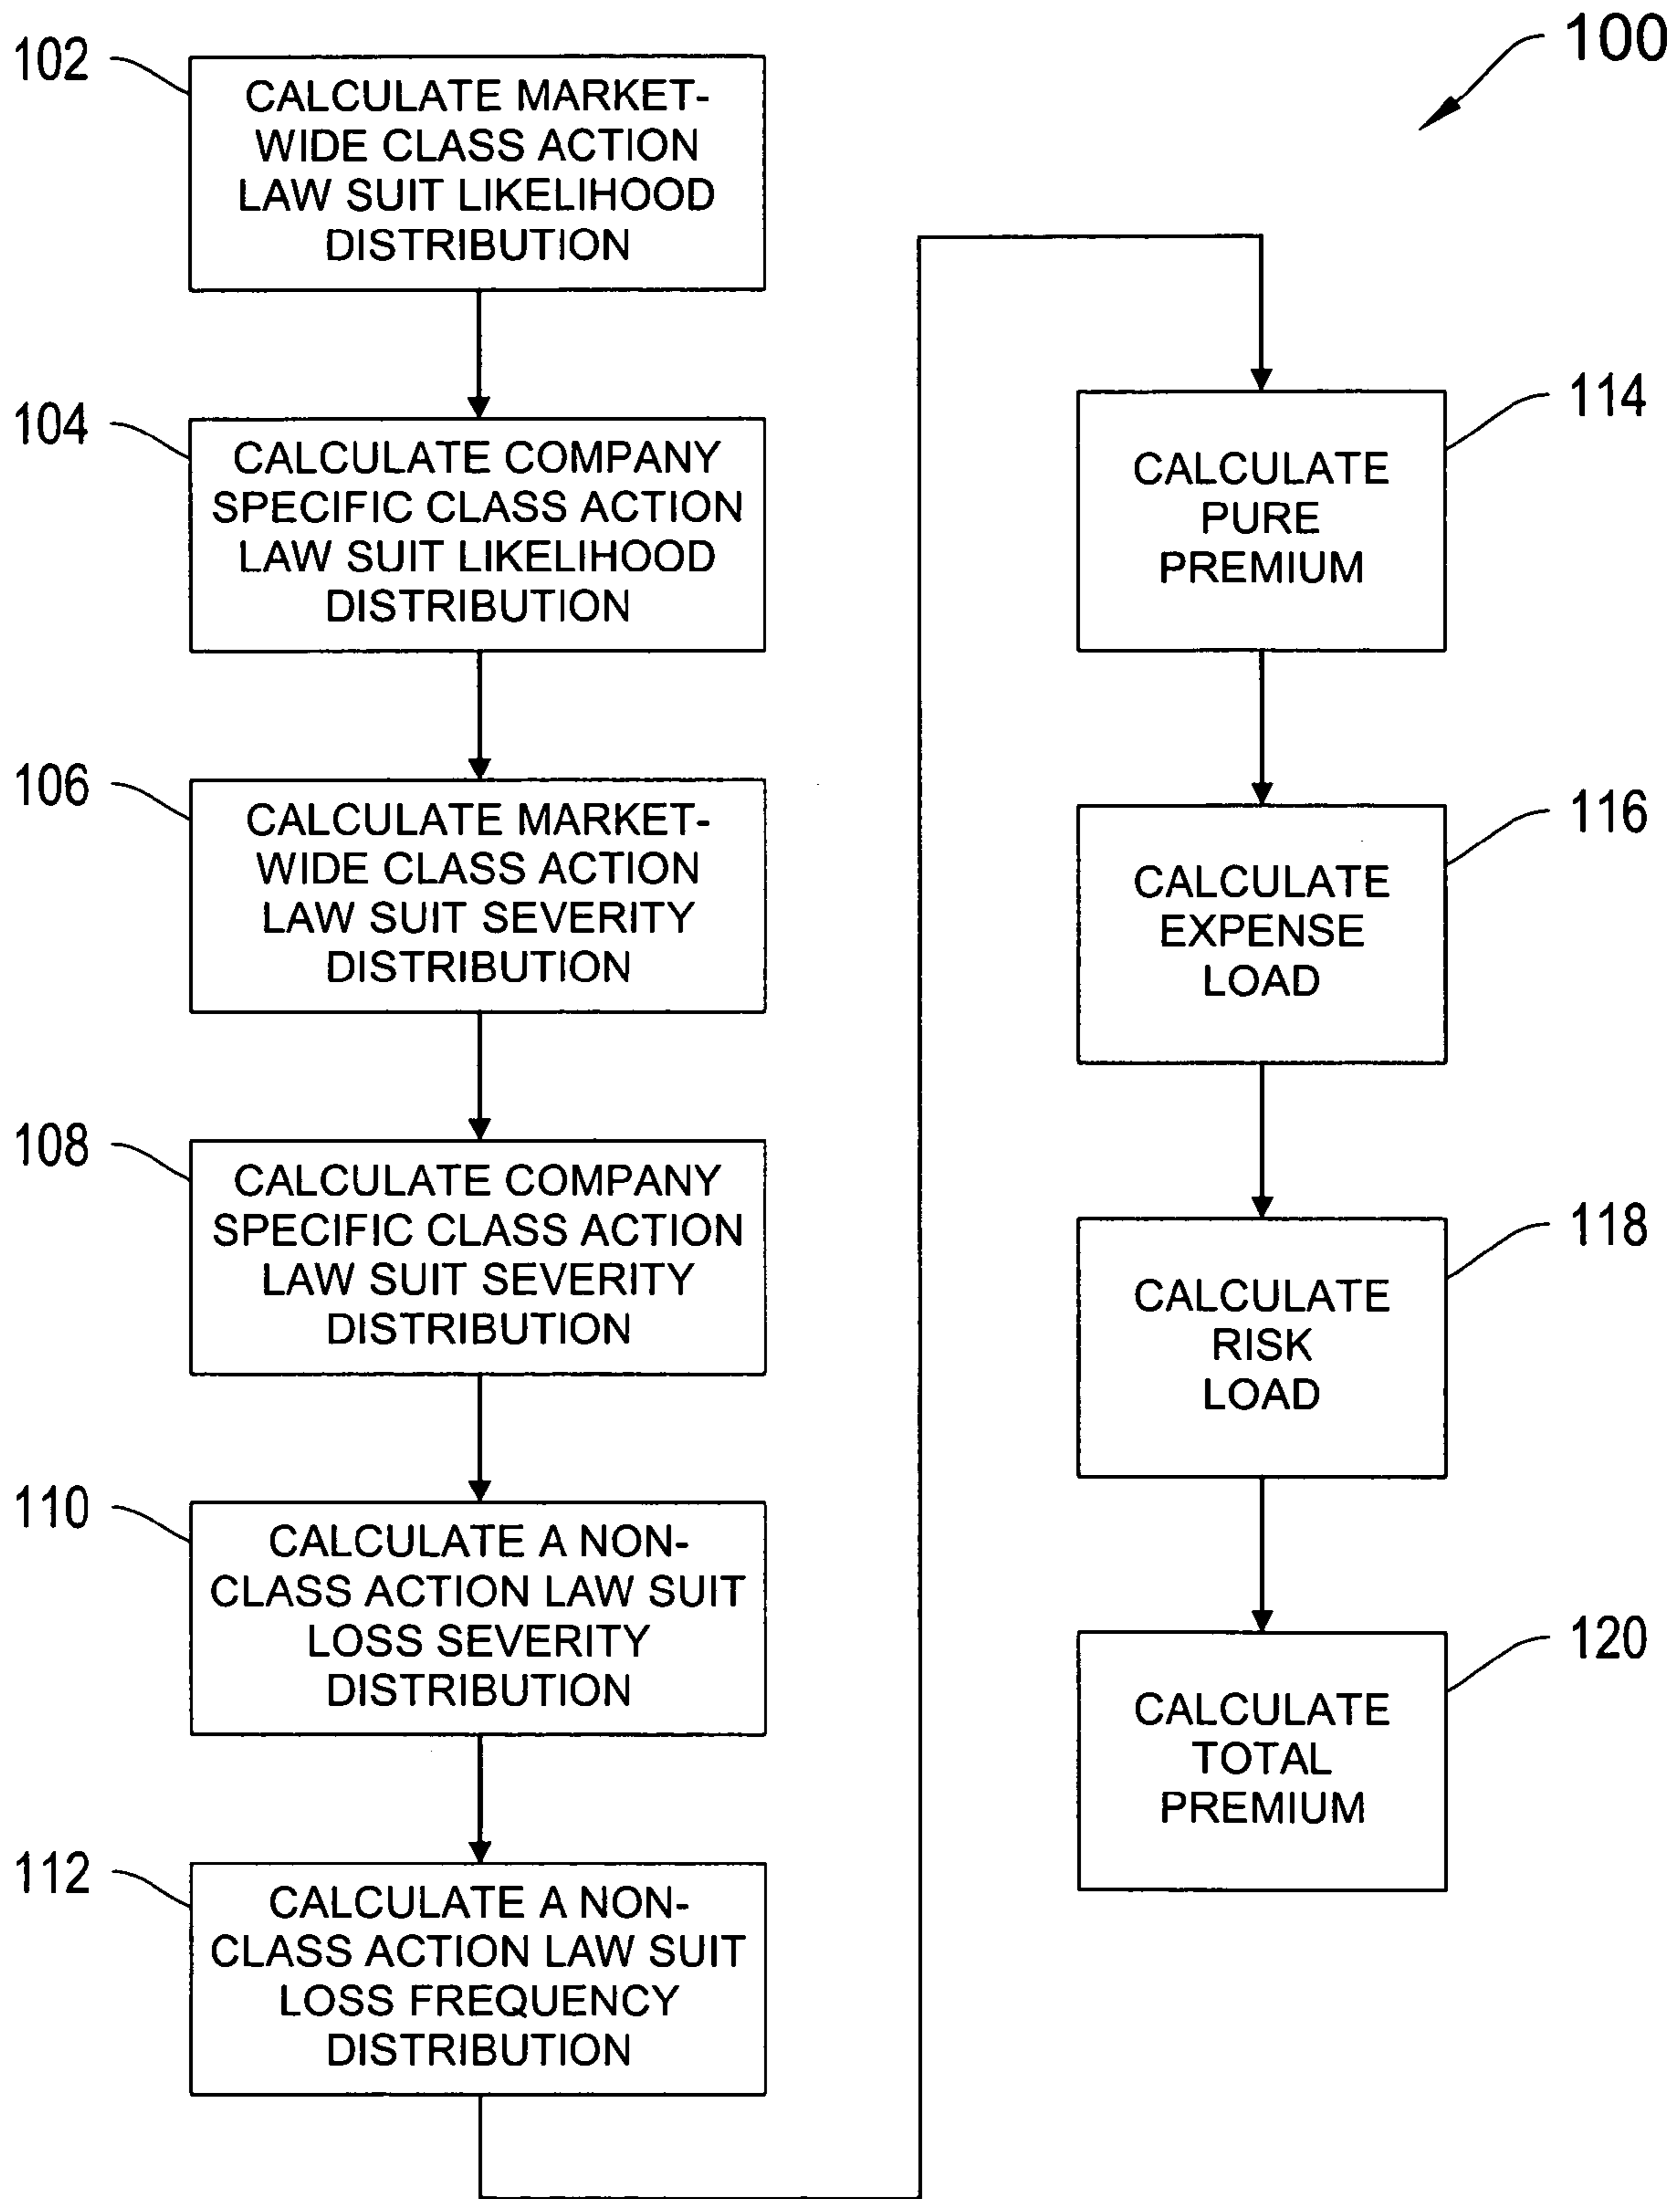 100
102
CALCULATE MARKET-
WIDE CLASS ACTION
LAW SUIT LIKELIHOOD
DISTRIBUTION
104
CALCULATE COMPANY
SPECIFIC CLASS ACTION
LAW SUIT LIKELIHOOD
DISTRIBUTION
106
CALCULATE MARKET-
WIDE CLASS ACTION
LAW SUIT SEVERITY
DISTRIBUTION
108
CALCULATE COMPANY
SPECIFIC CLASS ACTION
LAW SUIT SEVERITY
DISTRIBUTION
110
CALCULATE A NON-
CLASS ACTION LAW SUIT
LOSS SEVERITY
DISTRIBUTION
112
CALCULATE A NON-
CLASS ACTION LAW SUIT
LOSS FREQUENCY
DISTRIBUTION
114
CALCULATE
PURE
PREMIUM
116
CALCULATE
EXPENSE
LOAD
118
CALCULATE
RISK
LOAD
120
CALCULATE
TOTAL
PREMIUM